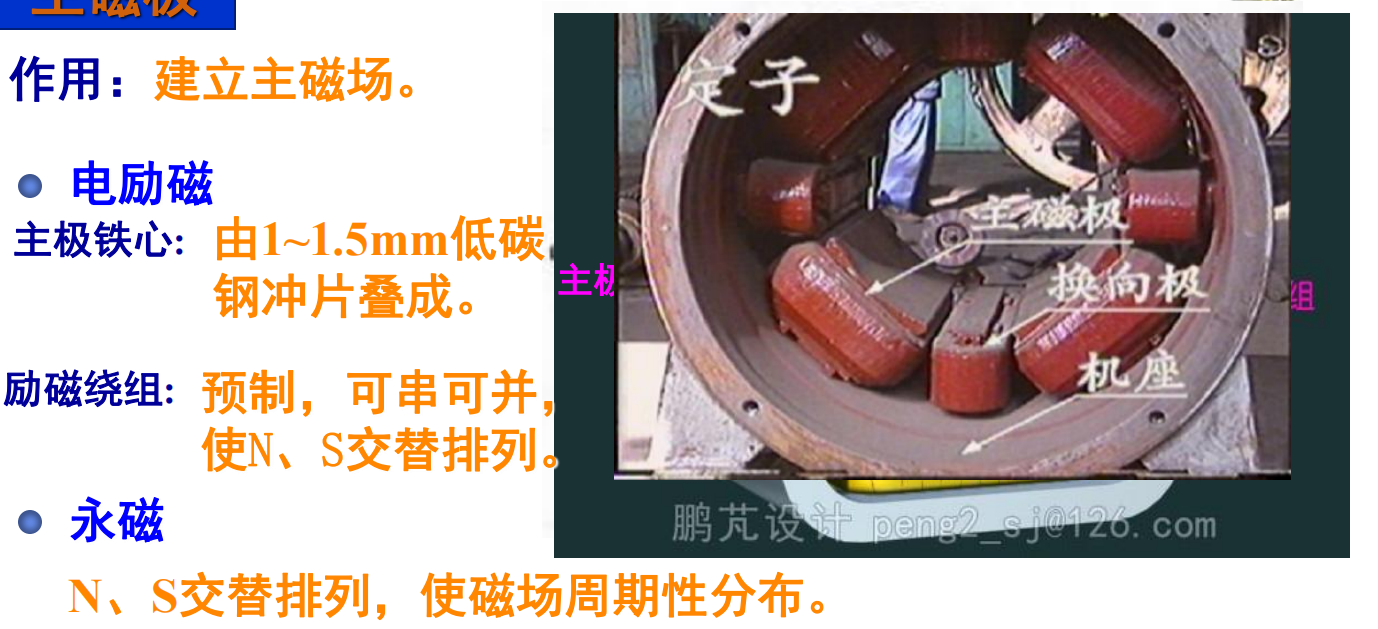 主磁极
作用：建立主磁场。
电励磁
主极铁心: 由1~1.5mm低碳
钢冲片叠成。
励磁绕组: 预制，可串可并，
使N、S交替排列。
永磁
N、S交替排列，使磁场周期性分布。
定子
主磁极
换向极
机座
主极
组
鹏芃设计 peng2_sj@126.com